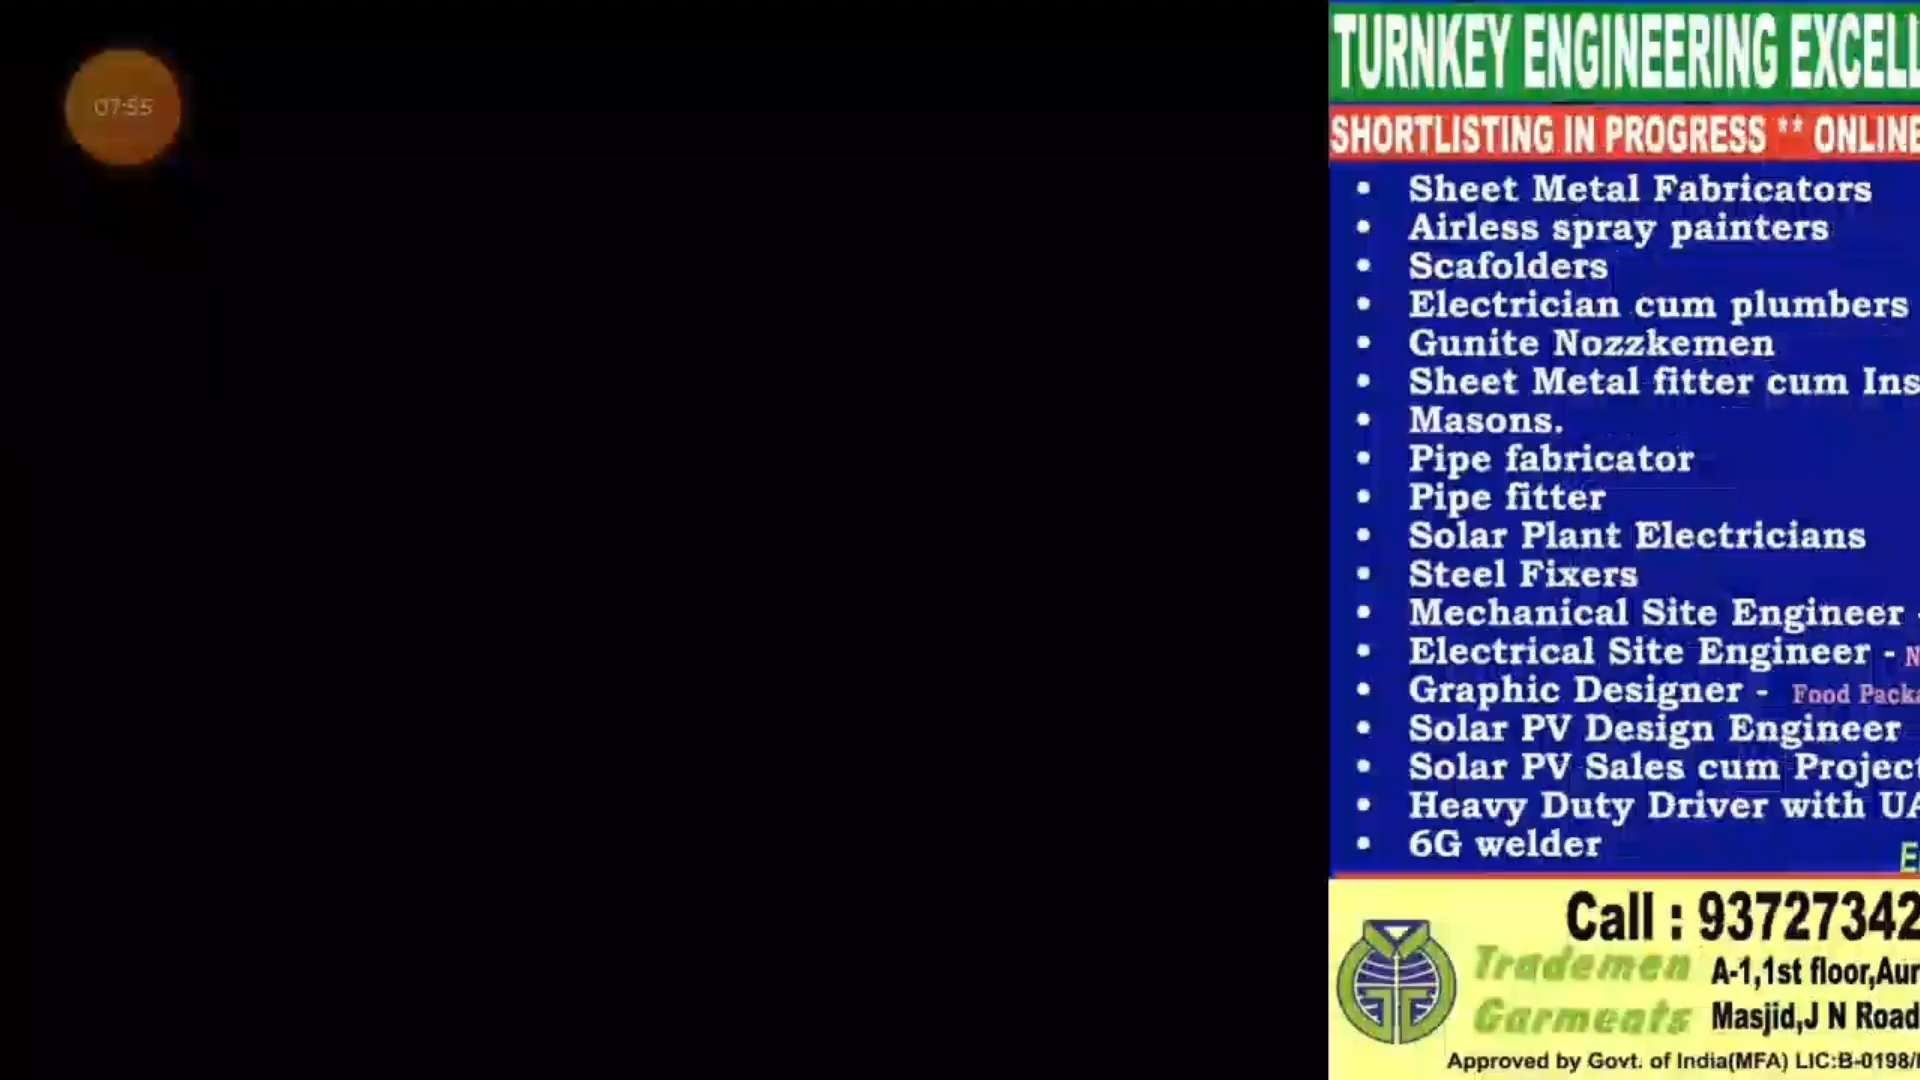 07:55
TURNKEY ENGINEERING EXCELL
SHORTLISTING IN PROGRESS ** ONLINE
• Sheet Metal Fabricators
• Airless spray painters
• Scafolders
• Electrician cum plumbers
• Gunite Nozzkemen
• Sheet Metal fitter cum Ins
• Masons.
• Pipe fabricator
• Pipe fitter
• Solar Plant Electricians
• Steel Fixers
• Mechanical Site Engineer -
• Electrical Site Engineer - N
• Graphic Designer - Food Packa
• Solar PV Design Engineer
• Solar PV Sales cum Project
• Heavy Duty Driver with UA
• 6G welder
E
Call : 93727342
Trademen
Garments
A-1,1st floor,Aur
Masjid,J N Road
Approved by Govt. of India(MFA) LIC:B-0198/